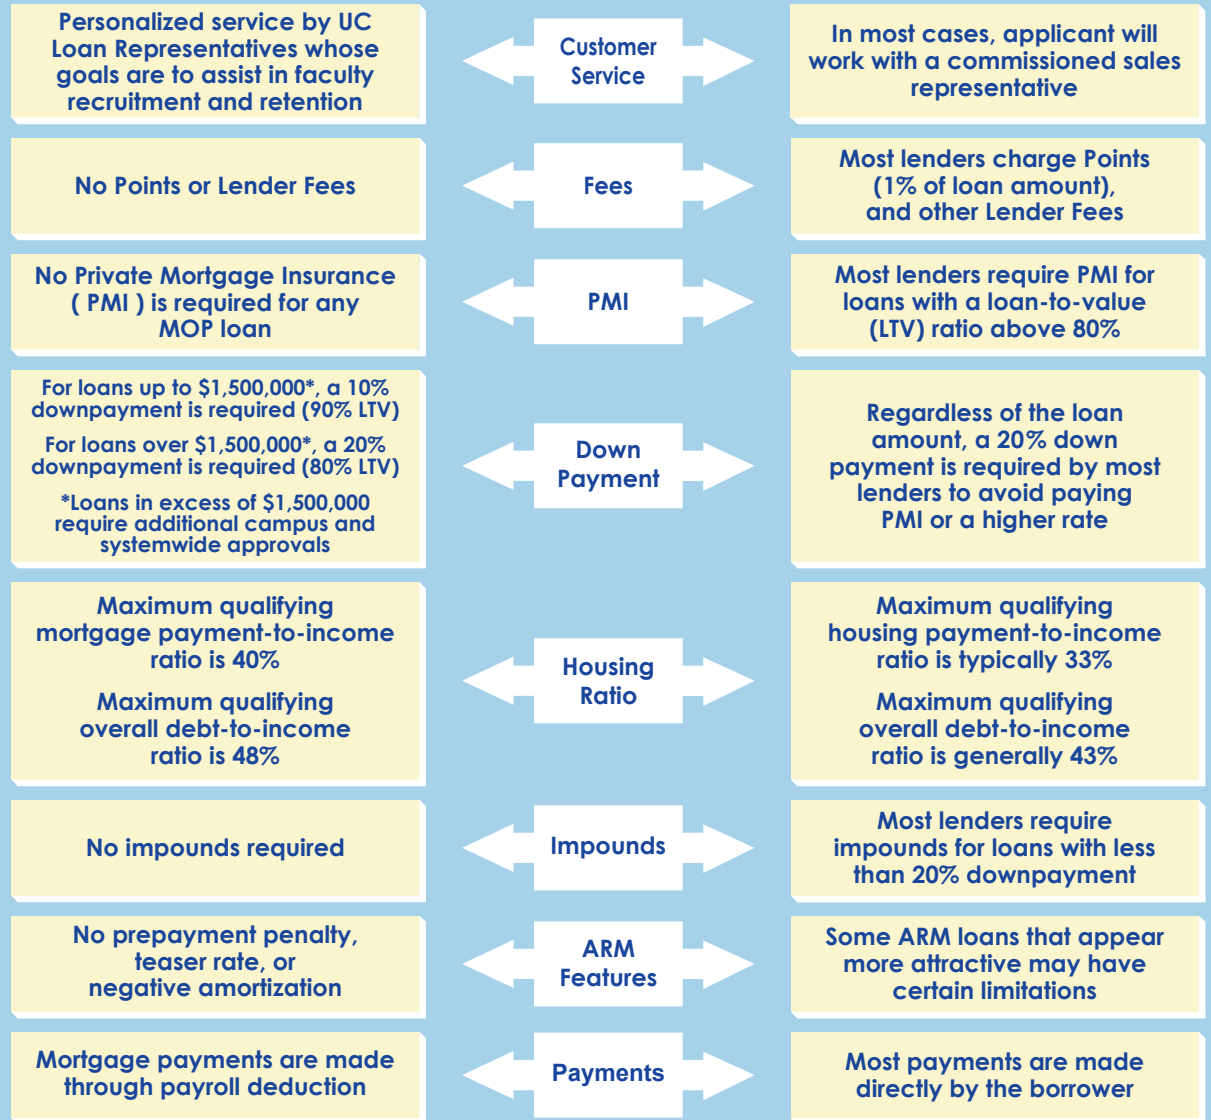 Personalized service by UC
Loan Representatives whose
goals are to assist in faculty
recruitment and retention
Customer
Service
In most cases, applicant will
work with a commissioned sales
representative
No Points or Lender Fees
Fees
Most lenders charge Points
(1% of loan amount),
and other Lender Fees
No Private Mortgage Insurance
( PMI ) is required for any
MOP loan
PMI
Most lenders require PMI for
loans with a loan-to-value
(LTV) ratio above 80%
For loans up to $1,500,000*, a 10%
downpayment is required (90% LTV)
For loans over $1,500,000*, a 20%
downpayment is required (80% LTV)
*Loans in excess of $1,500,000
require additional campus and
systemwide approvals
Down
Payment
Regardless of the loan
amount, a 20% down
payment is required by most
lenders to avoid paying
PMI or a higher rate
Maximum qualifying
mortgage payment-to-income
ratio is 40%
Maximum qualifying
overall debt-to-income
ratio is 48%
Housing
Ratio
Maximum qualifying
housing payment-to-income
ratio is typically 33%
Maximum qualifying
overall debt-to-income
ratio is generally 43%
No impounds required
Impounds
Most lenders require
impounds for loans with less
than 20% downpayment
No prepayment penalty,
teaser rate, or
negative amortization
ARM
Features
Some ARM loans that appear
more attractive may have
certain limitations
Mortgage payments are made
through payroll deduction
Payments
Most payments are made
directly by the borrower